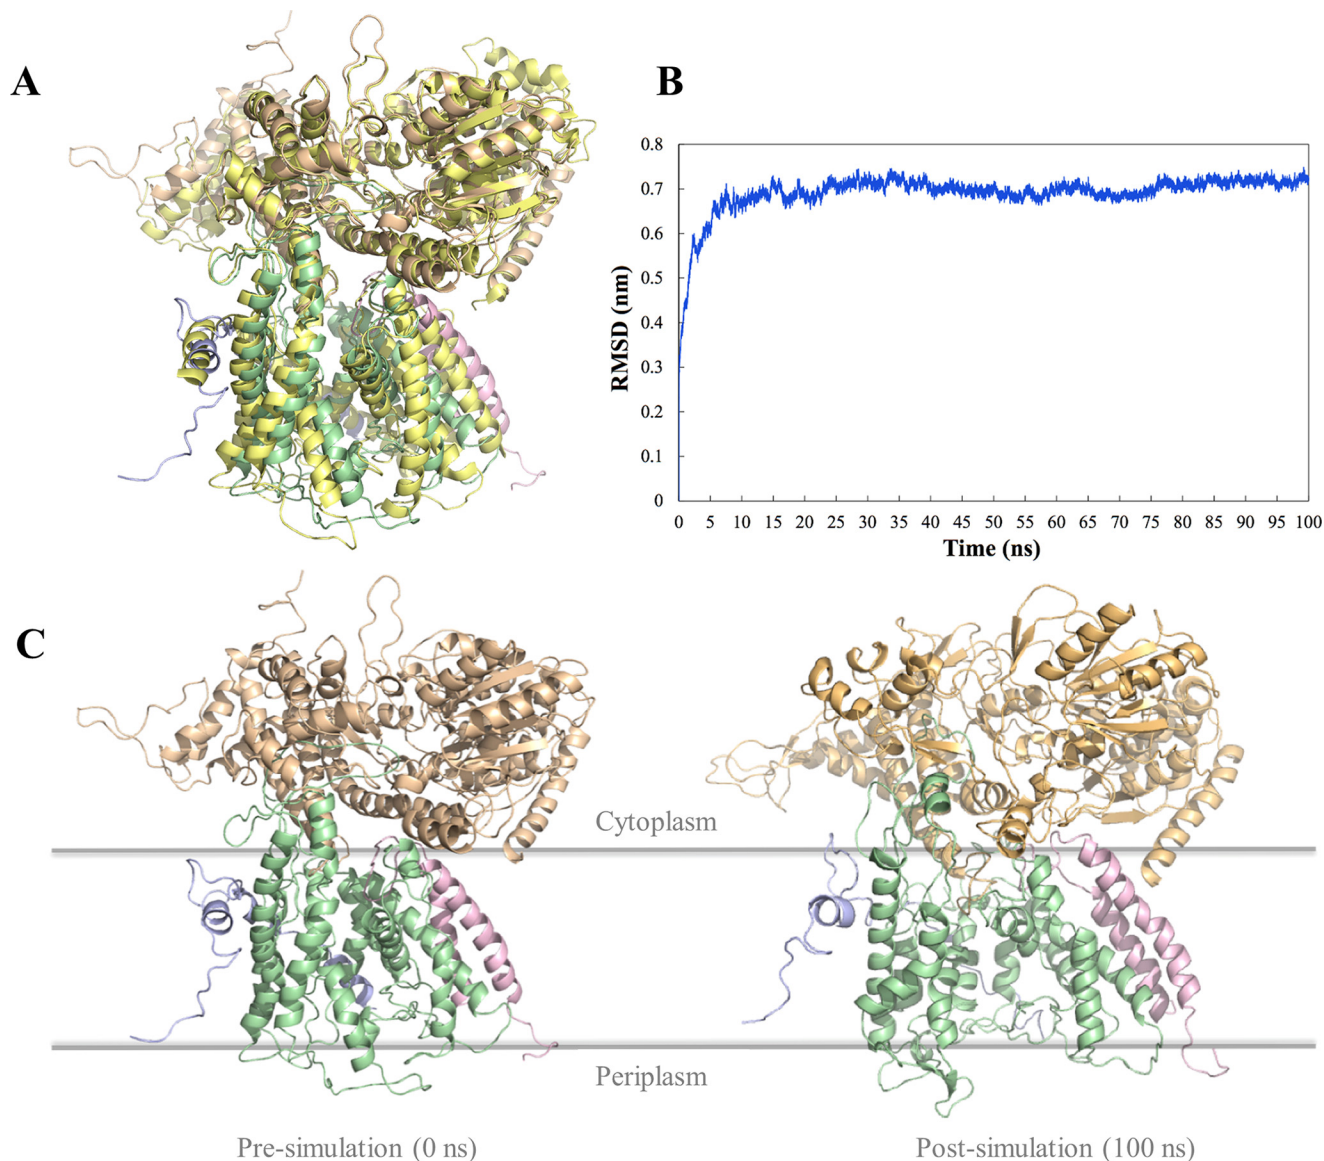 A
B
0.8
0.7
0.6
0.5
0.4
0.3
0.2
0.1
0
RMSD (nm)
0 5 10 15 20 25 30 35 40 45 50 55 60 65 70 75 80 85 90 95 100
Time (ns)
C
Cytoplasm
Periplasm
Pre-simulation (0 ns)
Post-simulation (100 ns)